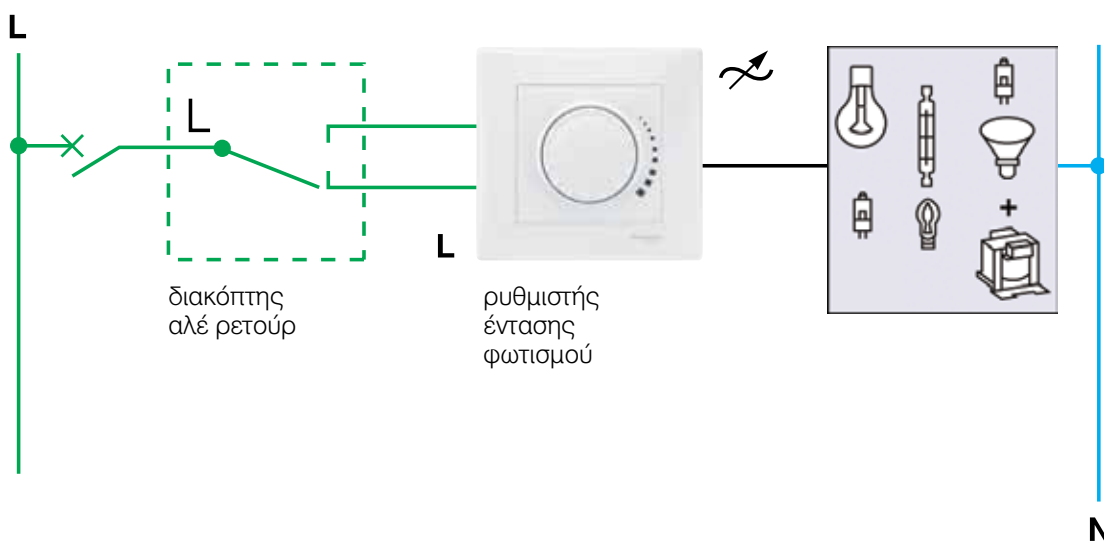 L
L
L
διακόπτης
αλέ ρετούρ
ρυθμιστής
έντασης
φωτισμού
+
N